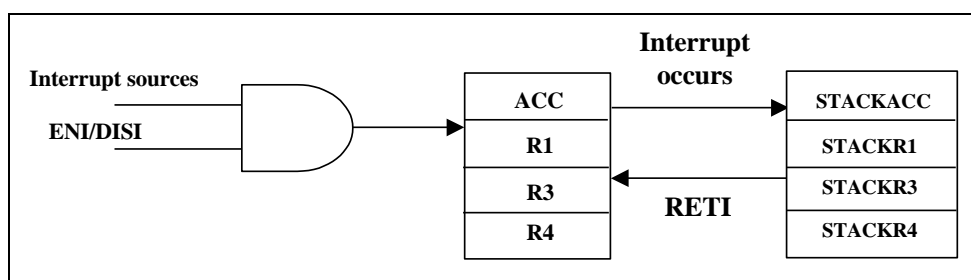 Interrupt
occurs
Interrupt sources
ENI/DISI
ACC
R1
R3
R4
RETI
STACKACC
STACKR1
STACKR3
STACKR4